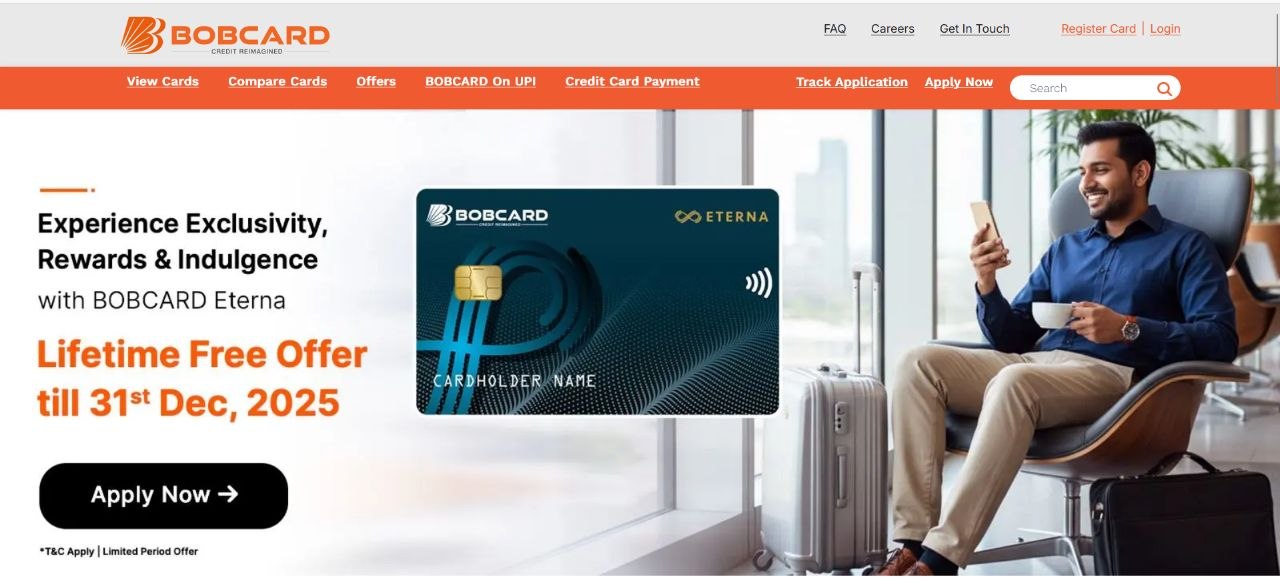 BOBCARD
CREDIT REIMAGINED
FAQ Careers Get In Touch Register Card | Login
View Cards Compare Cards Offers BOBCARD On UPI Credit Card Payment Track Application Apply Now Search
Experience Exclusivity,
Rewards & Indulgence
with BOBCARD Eterna
Lifetime Free Offer
till 31st Dec, 2025
Apply Now →
*T&C Apply | Limited Period Offer
BOBCARD ETERNA
CREDIT REIMAGINED
CARDHOLDER NAME